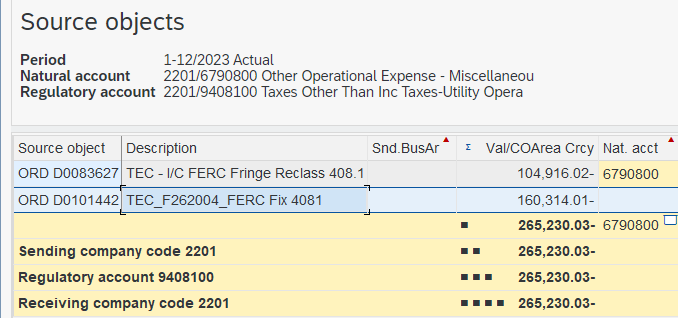 Source objects
Period 1-12/2023 Actual
Natural account 2201/6790800 Other Operational Expense - Miscellaneou
Regulatory account 2201/9408100 Taxes Other Than Inc Taxes-Utility Opera
Source object Description Snd.BusAr Σ Val/COArea Crcy Nat. acct
ORD D0083627 TEC - I/C FERC Fringe Reclass 408.1 104,916.02- 6790800
ORD D0101442 TEC_F262004_FERC Fix 4081 160,314.01-
■ 265,230.03- 6790800
Sending company code 2201 ■ ■ 265,230.03-
Regulatory account 9408100 ■ ■ ■ 265,230.03-
Receiving company code 2201 ■ ■ ■ ■ 265,230.03-